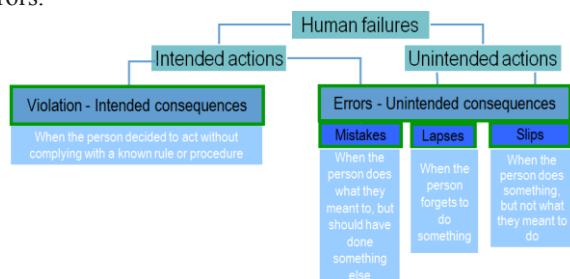 rors.
Human failures
Intended actions
Unintended actions
Violation - Intended consequences
When the person decided to act without
complying with a known rule or procedure
Errors - Unintended consequences
Mistakes
Lapses
Slips
When the
person does
what they
meant to, but
should have
done
something
else
When the
person
forgets to
do
something
When the
person does
something,
but not what
they meant to
do